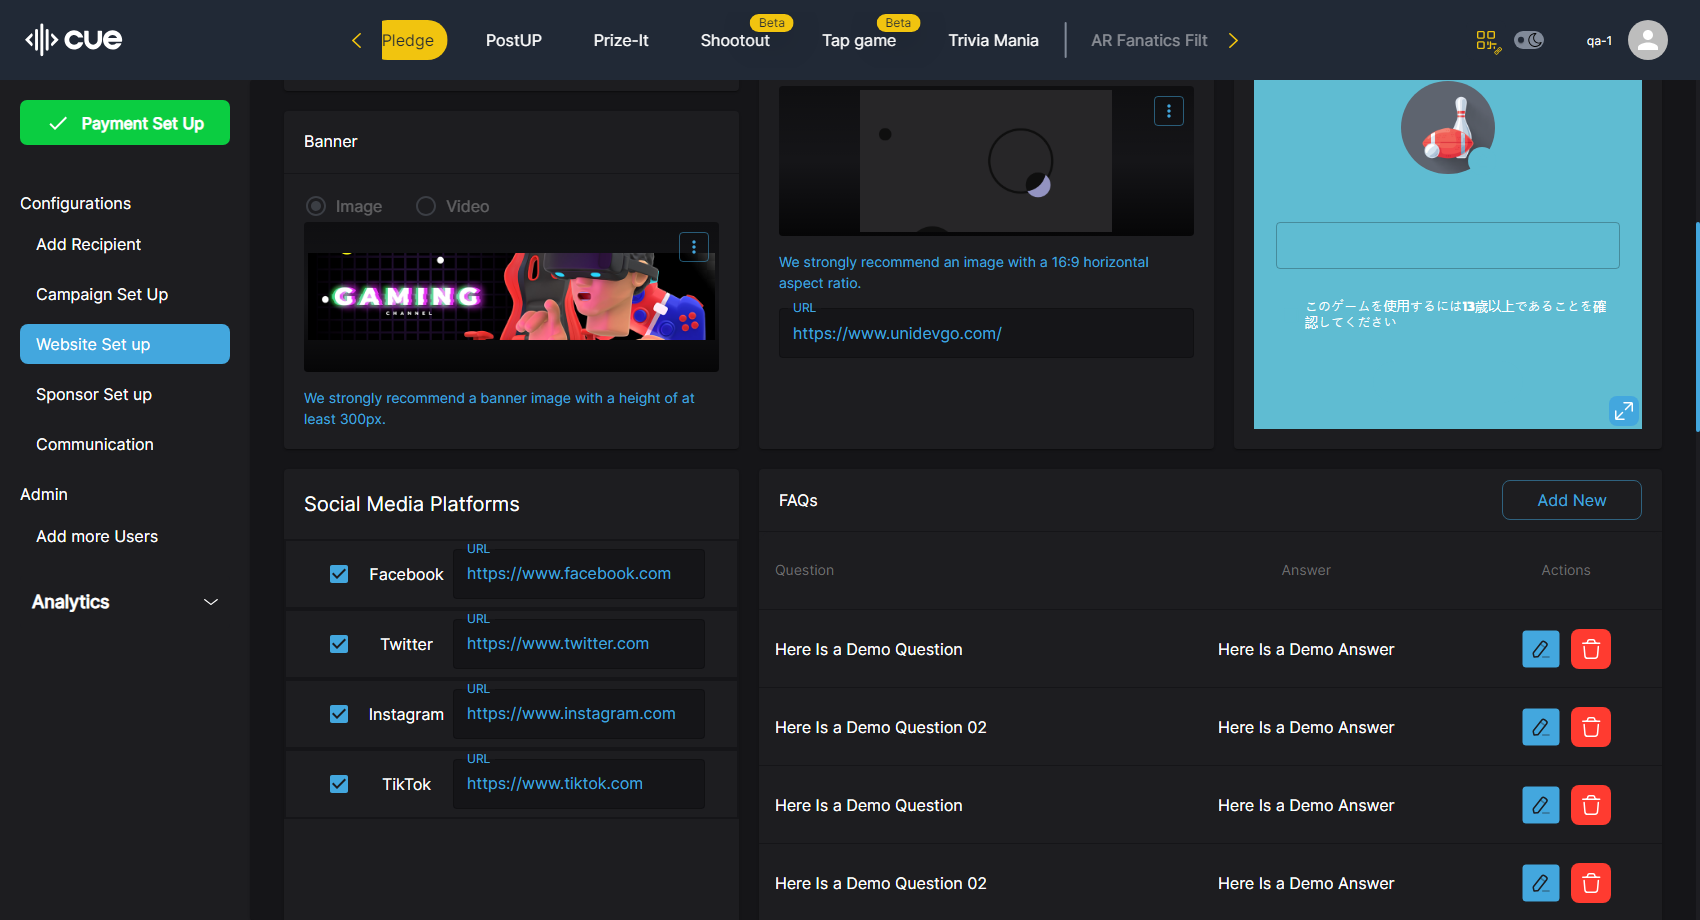 cue
Pledge
PostUP
Prize-It
Shootout
Beta
Tap game
Beta
Trivia Mania
AR Fanatics Filt
qa-1
Payment Set Up
Configurations
Add Recipient
Campaign Set Up
Website Set up
Sponsor Set up
Communication
Admin
Add more Users
Analytics
Banner
Image
Video
GAMING
CHANNEL
We strongly recommend a banner image with a height of at
least 300px.
We strongly recommend an image with a 16:9 horizontal
aspect ratio.
URL
https://www.unidevgo.com/
このゲームを使用するには13歳以上であることを確
認してください
Social Media Platforms
Facebook
URL
https://www.facebook.com
Twitter
URL
https://www.twitter.com
Instagram
URL
https://www.instagram.com
TikTok
URL
https://www.tiktok.com
FAQs
Add New
Question Answer Actions
Here Is a Demo Question Here Is a Demo Answer
Here Is a Demo Question 02 Here Is a Demo Answer
Here Is a Demo Question Here Is a Demo Answer
Here Is a Demo Question 02 Here Is a Demo Answer